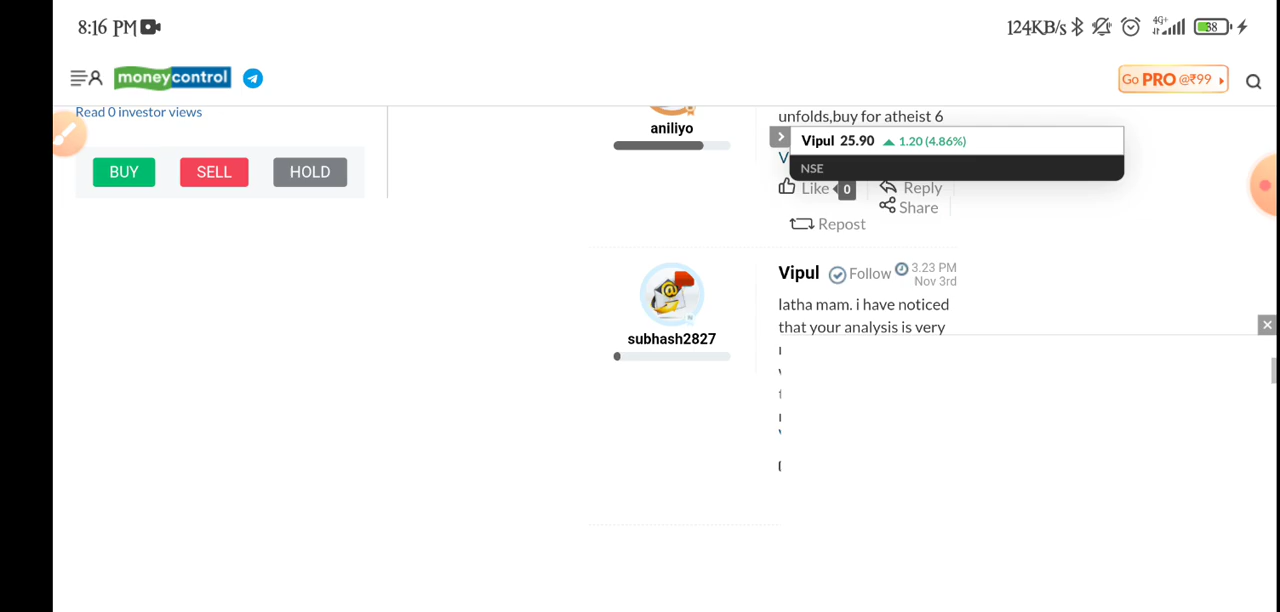 8:16 PM
124KB/s 4G+ 38
moneycontrol
Go PRO @₹99
Read 0 investor views
BUY SELL HOLD
aniliyo
unfolds,buy for atheist 6
Vipul 25.90 1.20 (4.86%)
NSE
Like 0 Reply
Share
Repost
subhash2827
Vipul Follow 3.23 PM
Nov 3rd
latha mam. i have noticed
that your analysis is very